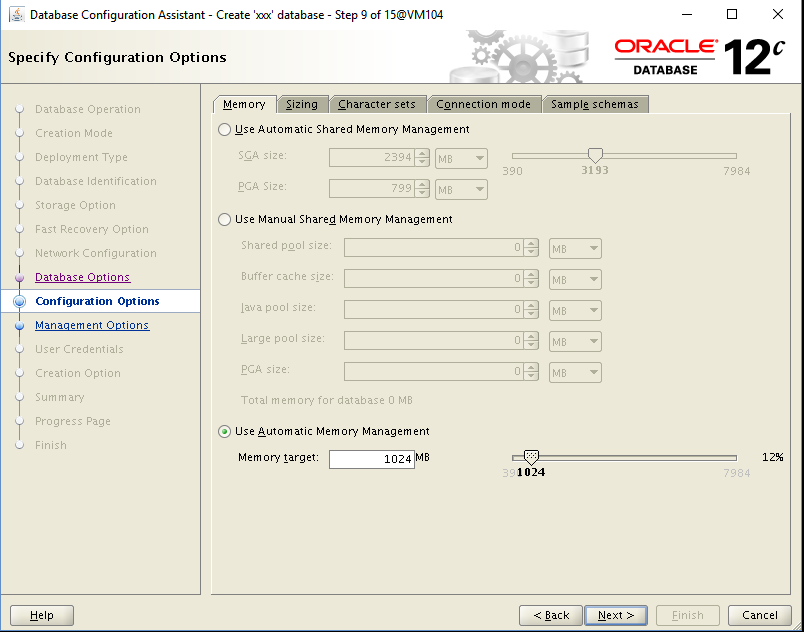 Database Configuration Assistant - Create 'xxx' database - Step 9 of 15@VM104
Specify Configuration Options
ORACLE
DATABASE
12c
Database Operation
Creation Mode
Deployment Type
Database Identification
Storage Option
Fast Recovery Option
Network Configuration
Database Options
Configuration Options
Management Options
User Credentials
Creation Option
Summary
Progress Page
Finish
Memory Sizing Character sets Connection mode Sample schemas
Use Automatic Shared Memory Management
SGA size: 2394 MB
390 3193 7984
PGA Size: 799 MB
Use Manual Shared Memory Management
Shared pool size: 0 MB
Buffer cache size: 0 MB
Java pool size: 0 MB
Large pool size: 0 MB
PGA size: 0 MB
Total memory for database 0 MB
Use Automatic Memory Management
Memory target: 1024 MB 12%
39 1024 7984
Help < Back Next > Finish Cancel